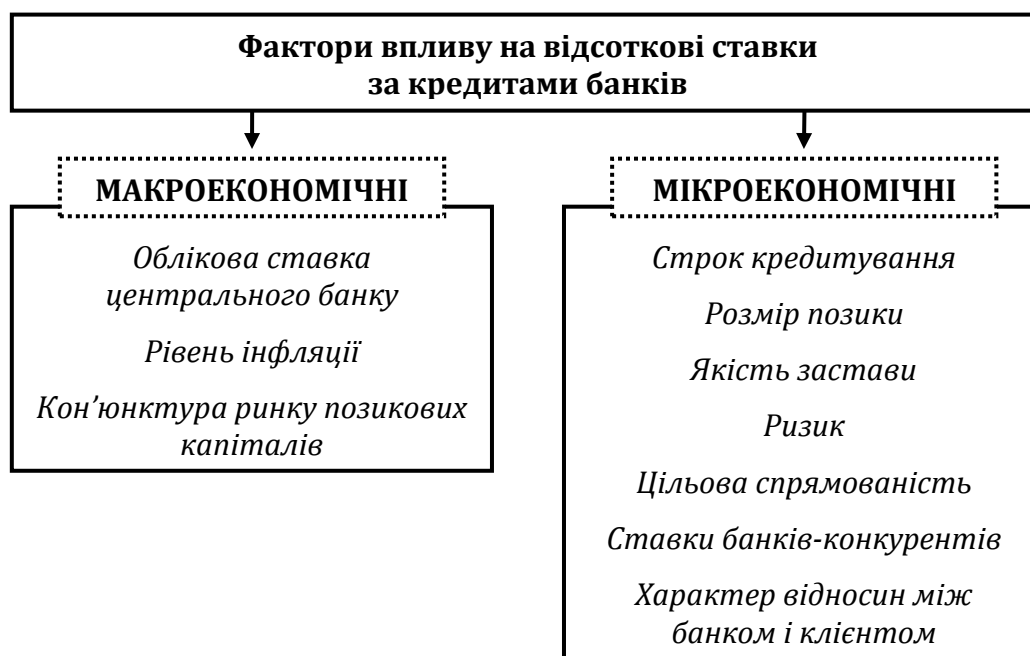 Фактори впливу на відсоткові ставки
за кредитами банків
МАКРОЕКОНОМІЧНІ
Облікова ставка
центрального банку
Рівень інфляції
Кон’юнктура ринку позикових
капіталів
МІКРОЕКОНОМІЧНІ
Строк кредитування
Розмір позики
Якість застави
Ризик
Цільова спрямованість
Ставки банків-конкурентів
Характер відносин між
банком і клієнтом